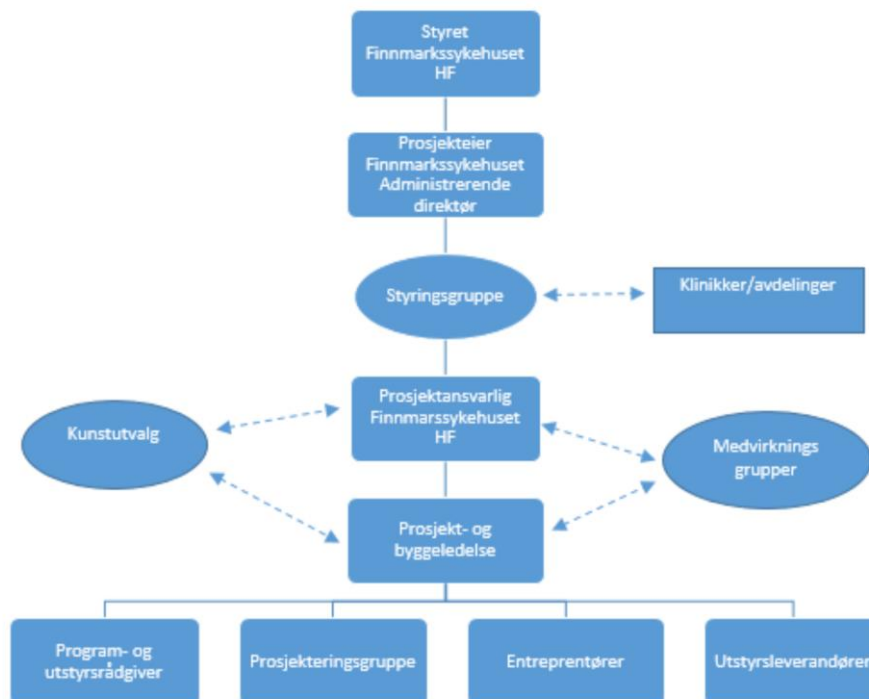 Styret
Finnmarkssykehuset
HF
Prosjekteier
Finnmarkssykehuset
Administrerende
direktør
Styringsgruppe
Klinikker/avdelinger
Prosjektansvarlig
Finnmarssykehuset
HF
Kunstutvalg
Medvirknings
grupper
Prosjekt- og
byggeledelse
Program- og
utstyrsrådgiver
Prosjekteringsgruppe
Entreprentører
Utstyrsleverandører